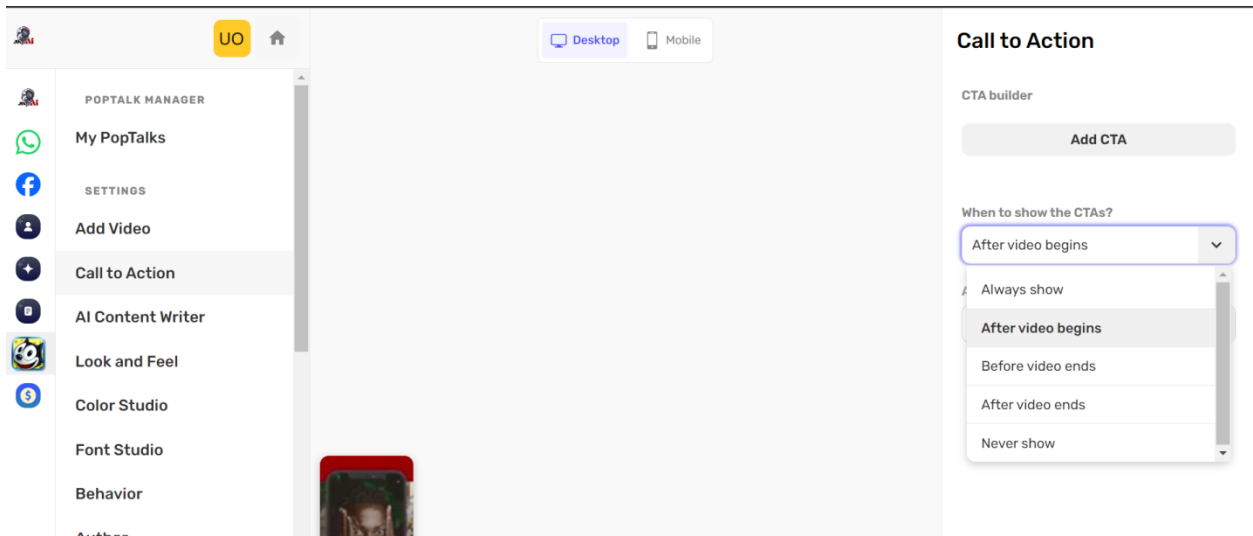 UO
Desktop
Mobile
POPTALK MANAGER
My PopTalks
SETTINGS
Add Video
Call to Action
AI Content Writer
Look and Feel
Color Studio
Font Studio
Behavior
Author
Call to Action
CTA builder
Add CTA
When to show the CTAs?
After video begins
Always show
After video begins
Before video ends
After video ends
Never show